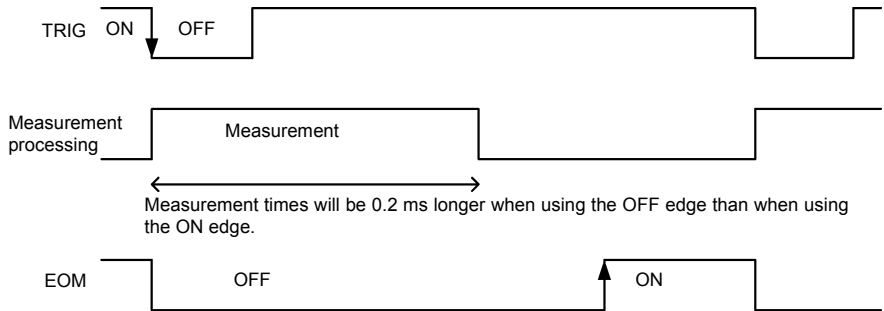 TRIG ON OFF
Measurement
processing
Measurement
Measurement times will be 0.2 ms longer when using the OFF edge than when using
the ON edge.
EOM OFF ON